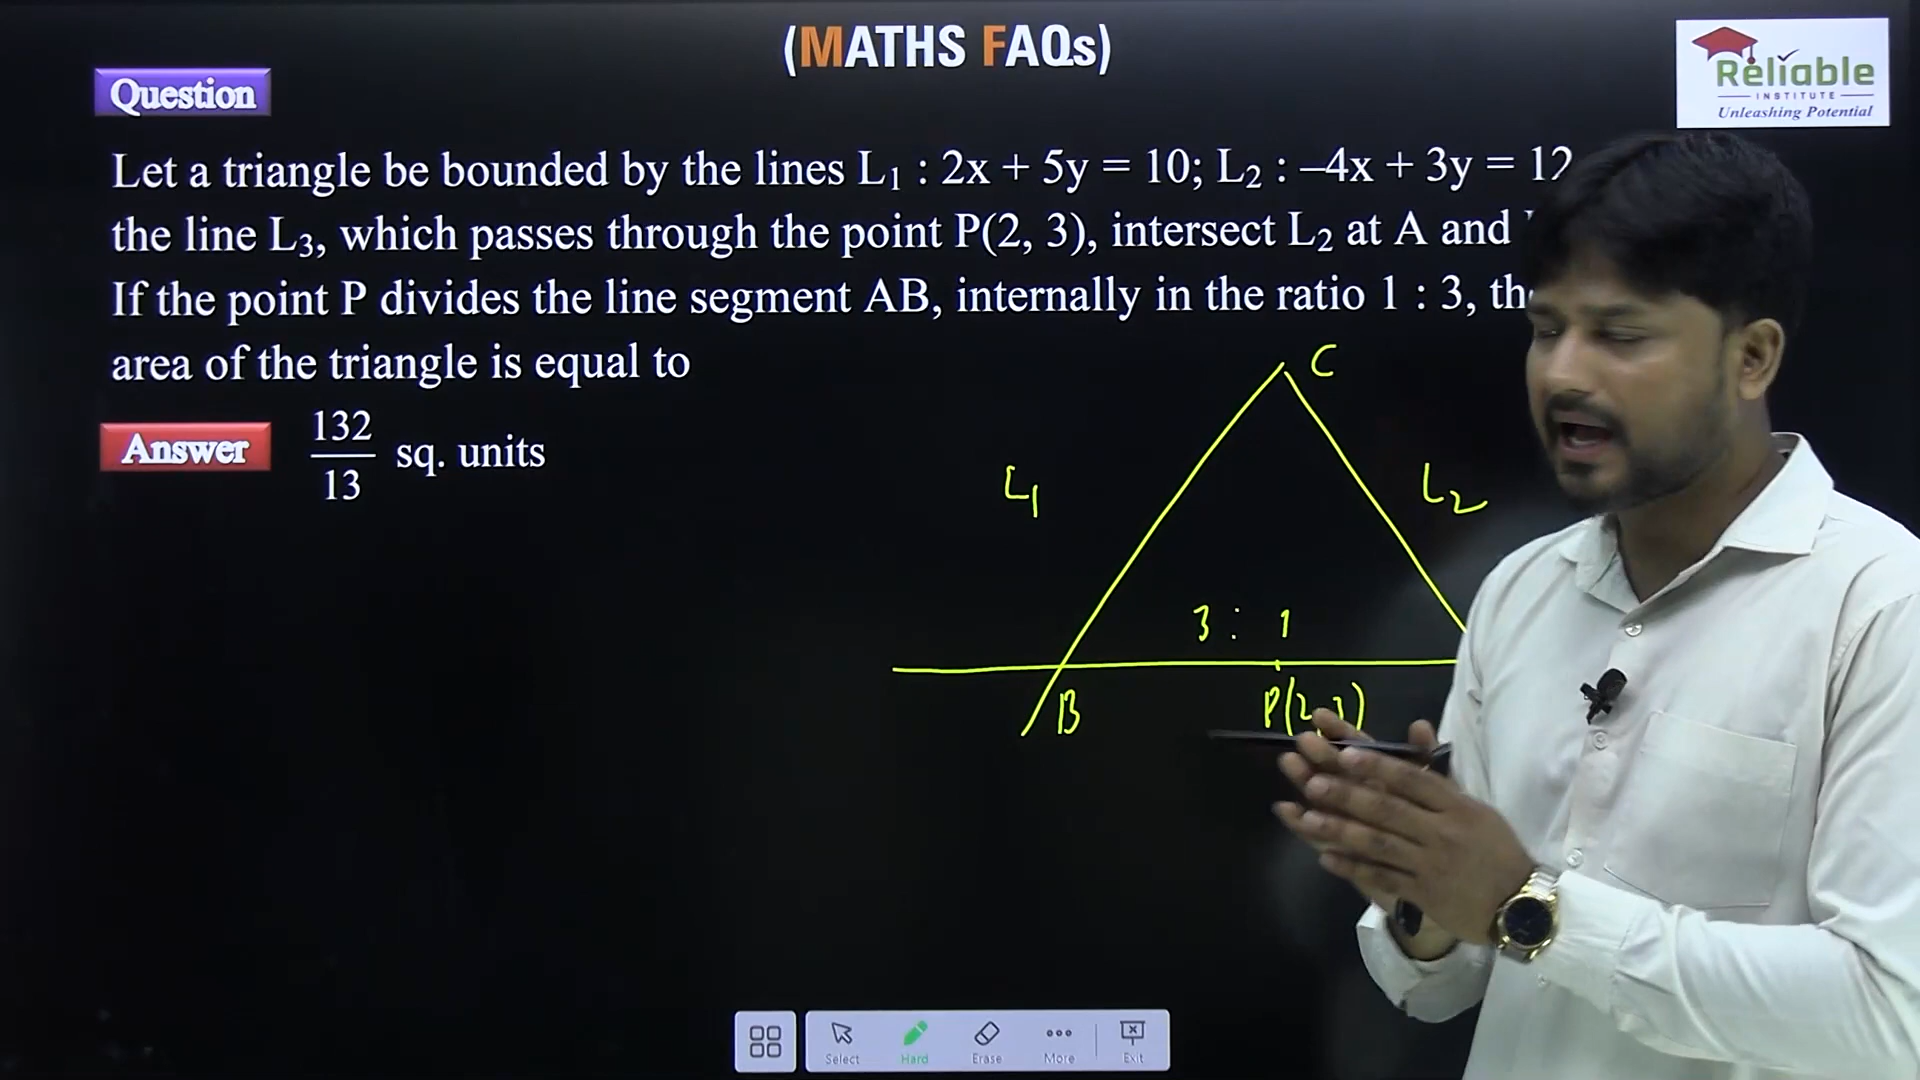 (MATHS FAQs)
Reliable
INSTITUTE
Unleashing Potential
Question
Let a triangle be bounded by the lines L₁ : 2x + 5y = 10; L₂ : –4x + 3y = 12
the line L₃, which passes through the point P(2, 3), intersect L₂ at A and
If the point P divides the line segment AB, internally in the ratio 1 : 3,
area of the triangle is equal to
Answer
132
13
sq. units
C
L1
L2
3 : 1
B
P(2,3)
Select
Hard
Erase
More
Exit